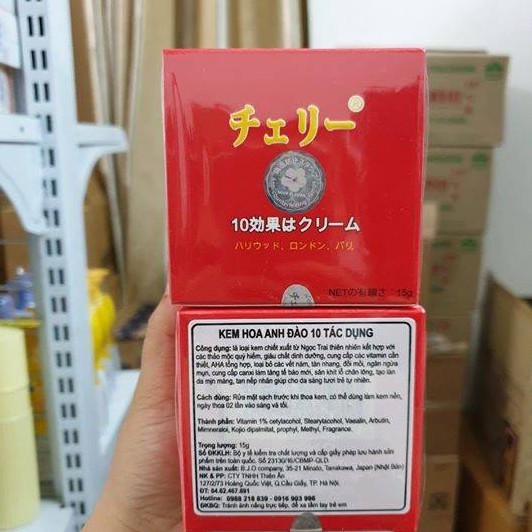 チェリー®
10効果はクリーム
ハリウッド、ロンドン、パリ
NETの有鏝さ：15g
KEM HOA ANH ĐÀO 10 TÁC DỤNG
Công dụng: là loại kem chiết xuất từ Ngọc Trai thiên nhiên kết hợp với
các thảo mộc quý hiếm, giàu chất dinh dưỡng, cung cấp các vitamin cần
thiết, AHA tổng hợp, loại bỏ các vết nám, tàn nhang, đồi mồi, ngăn ngừa
mụn, cung cấp canxi làm tăng tế bào mới, săn khít lỗ chân lông, tạo làn
da mịn màng, tan nếp nhăn giúp cho da sáng tươi trẻ tự nhiên.
Cách dùng: Rửa mặt sạch trước khi thoa kem, có thể dùng làm kem nền,
ngày thoa 02 lần vào sáng và tối.
Thành phần: Vitamin 1% cetylacohol, Stearylacohol, Vasealin, Arbutin,
Mirnneralol, Kojio dipalmitat, prophyl, Methyl, Fragrance.
Trọng lượng: 15g
Số ĐKKLH: Bộ y tế kiểm tra chất lượng và cấp giấy phép lưu hành sản
phẩm trên toàn quốc. Số 2313G/16/CBMP-QLD.
Nhà sản xuất: B.J.O company, 35-21 Minato, Tanakawa, Japan (Nhật Bản)
NK & PP: CTY TNHH Thiên Ân
1272/73 Hoàng Quốc Việt, Q.Cầu Giấy, TP. Hà Nội.
ĐT: 04.62.467.691
Hotline: 0988 218 839 - 0916 903 996
ĐKBQ: Tránh ánh nắng trực tiếp, để xa tầm tay trẻ em